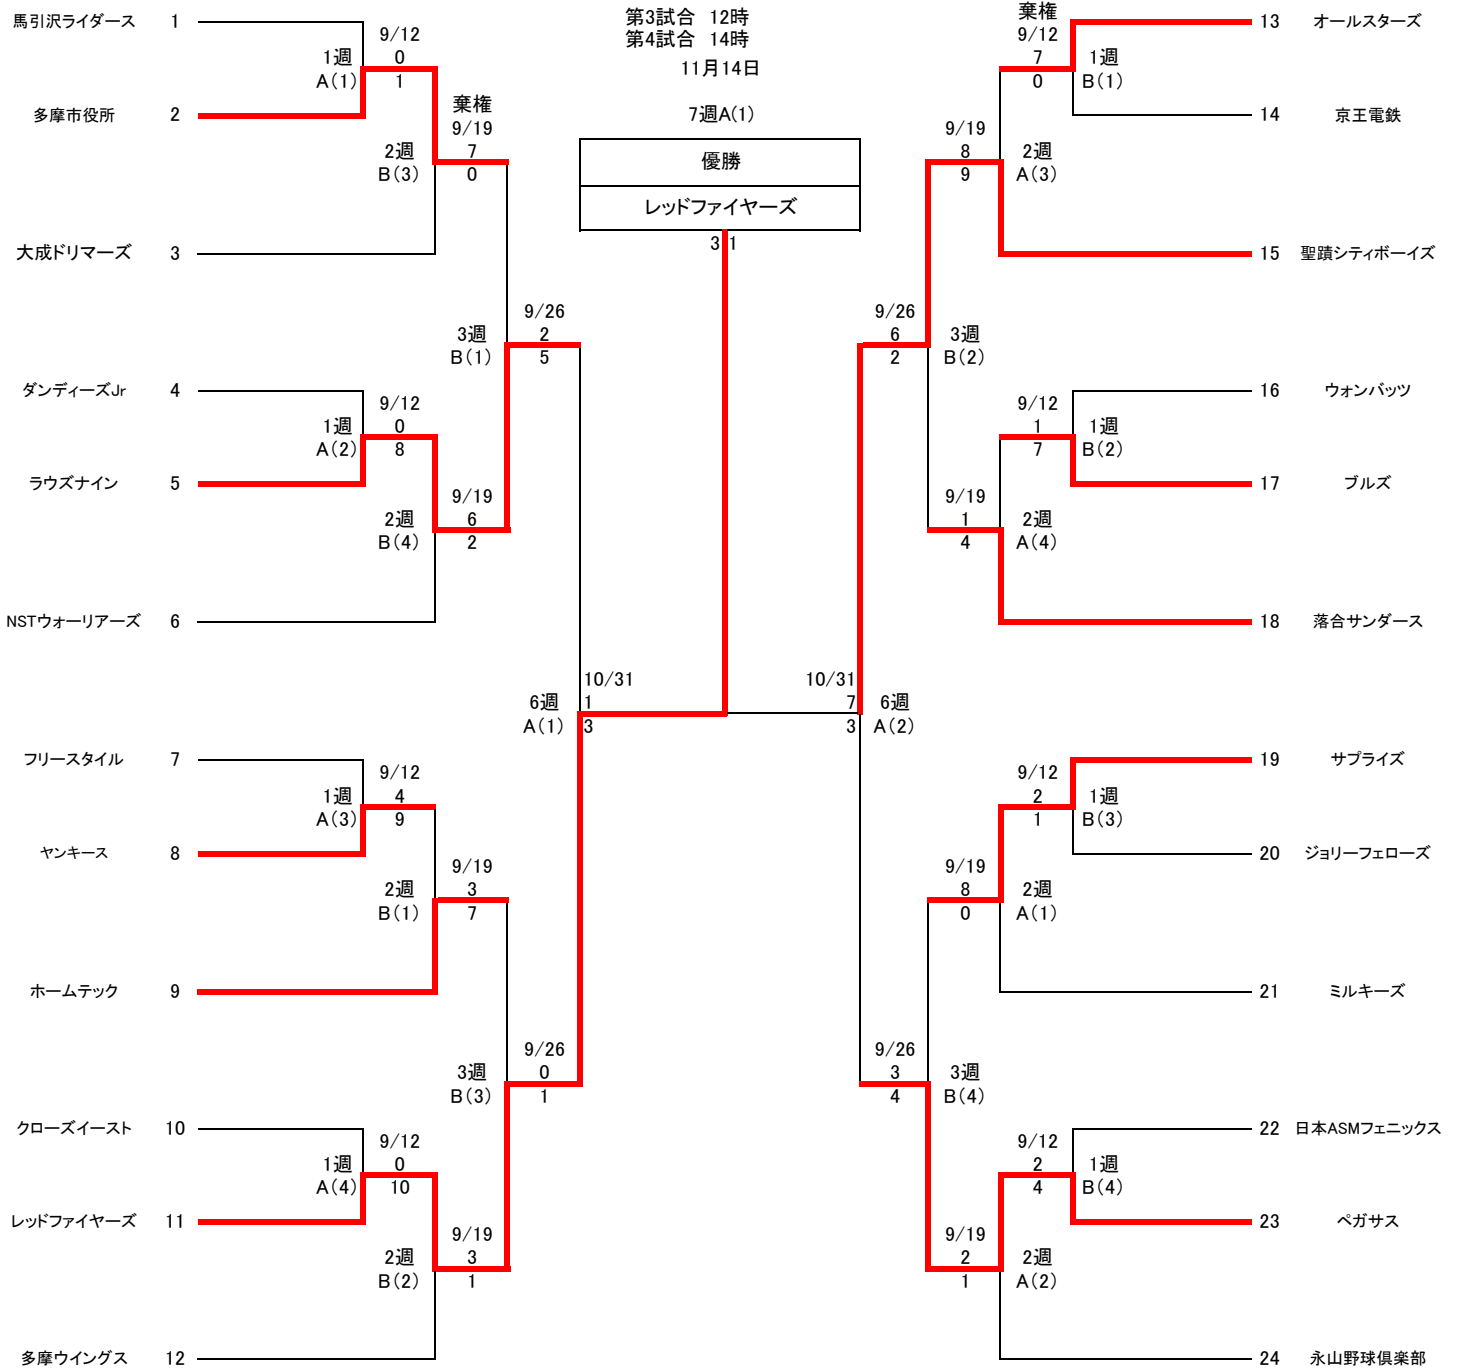 第3試合 12時
第4試合 14時
11月14日
7週A(1)
優勝
レッドファイヤーズ
3 1
馬引沢ライダース 1
9/12
0
1週
A(1)
1
多摩市役所 2
棄権
9/19
7
2週
B(3)
0
大成ドリマーズ 3
9/26
2
3週
B(1)
5
ダンディーズJr 4
9/12
0
1週
A(2)
8
ラウズナイン 5
9/19
6
2週
B(4)
2
NSTウォーリアーズ 6
10/31
1
6週
A(1)
3
フリースタイル 7
9/12
4
1週
A(3)
9
ヤンキース 8
9/19
3
2週
B(1)
7
ホームテック 9
9/26
0
3週
B(3)
1
クローズイースト 10
9/12
0
1週
A(4)
10
レッドファイヤーズ 11
9/19
3
2週
B(2)
1
多摩ウイングス 12
棄権
9/12
7
1週
B(1)
0
13 オールスターズ
14 京王電鉄
9/19
8
2週
A(3)
9
15 聖蹟シティボーイズ
9/26
6
3週
B(2)
2
16 ウォンバッツ
9/12
1
1週
B(2)
7
17 ブルズ
9/19
1
2週
A(4)
4
18 落合サンダース
10/31
7
6週
A(2)
3
19 サプライズ
9/12
2
1週
B(3)
1
20 ジョリーフェローズ
9/19
8
2週
A(1)
0
21 ミルキーズ
9/26
3
3週
B(4)
4
22 日本ASMフェニックス
9/12
2
1週
B(4)
4
23 ペガサス
9/19
2
2週
A(2)
1
24 永山野球倶楽部